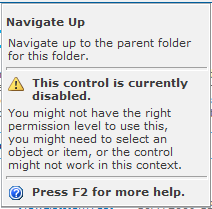 Navigate Up
Navigate up to the parent folder
for this folder.
This control is currently
disabled.
You might not have the right
permission level to use this,
you might need to select an
object or item, or the control
might not work in this context.
Press F2 for more help.